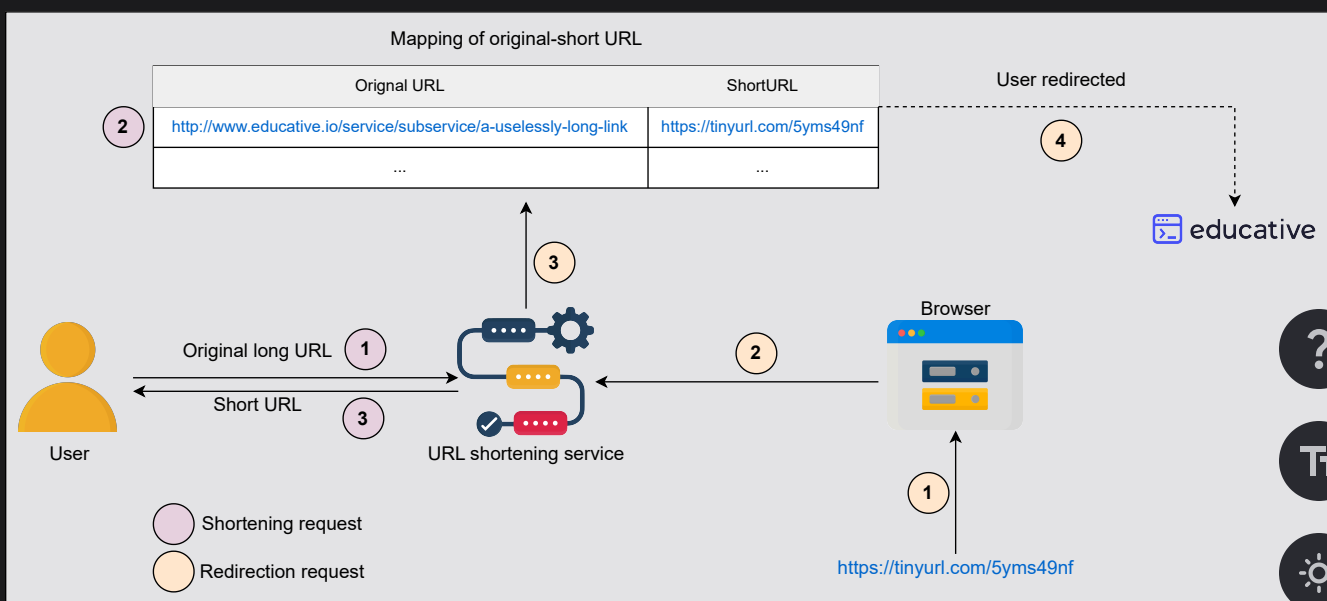 Mapping of original-short URL
Orignal URL
ShortURL
User redirected
2
http://www.educative.io/service/subservice/a-uselessly-long-link
https://tinyurl.com/5yms49nf
4
...
...
educative
3
Browser
Original long URL
1
2
?
Short URL
3
User
URL shortening service
TT
1
Shortening request
Redirection request
https://tinyurl.com/5yms49nf